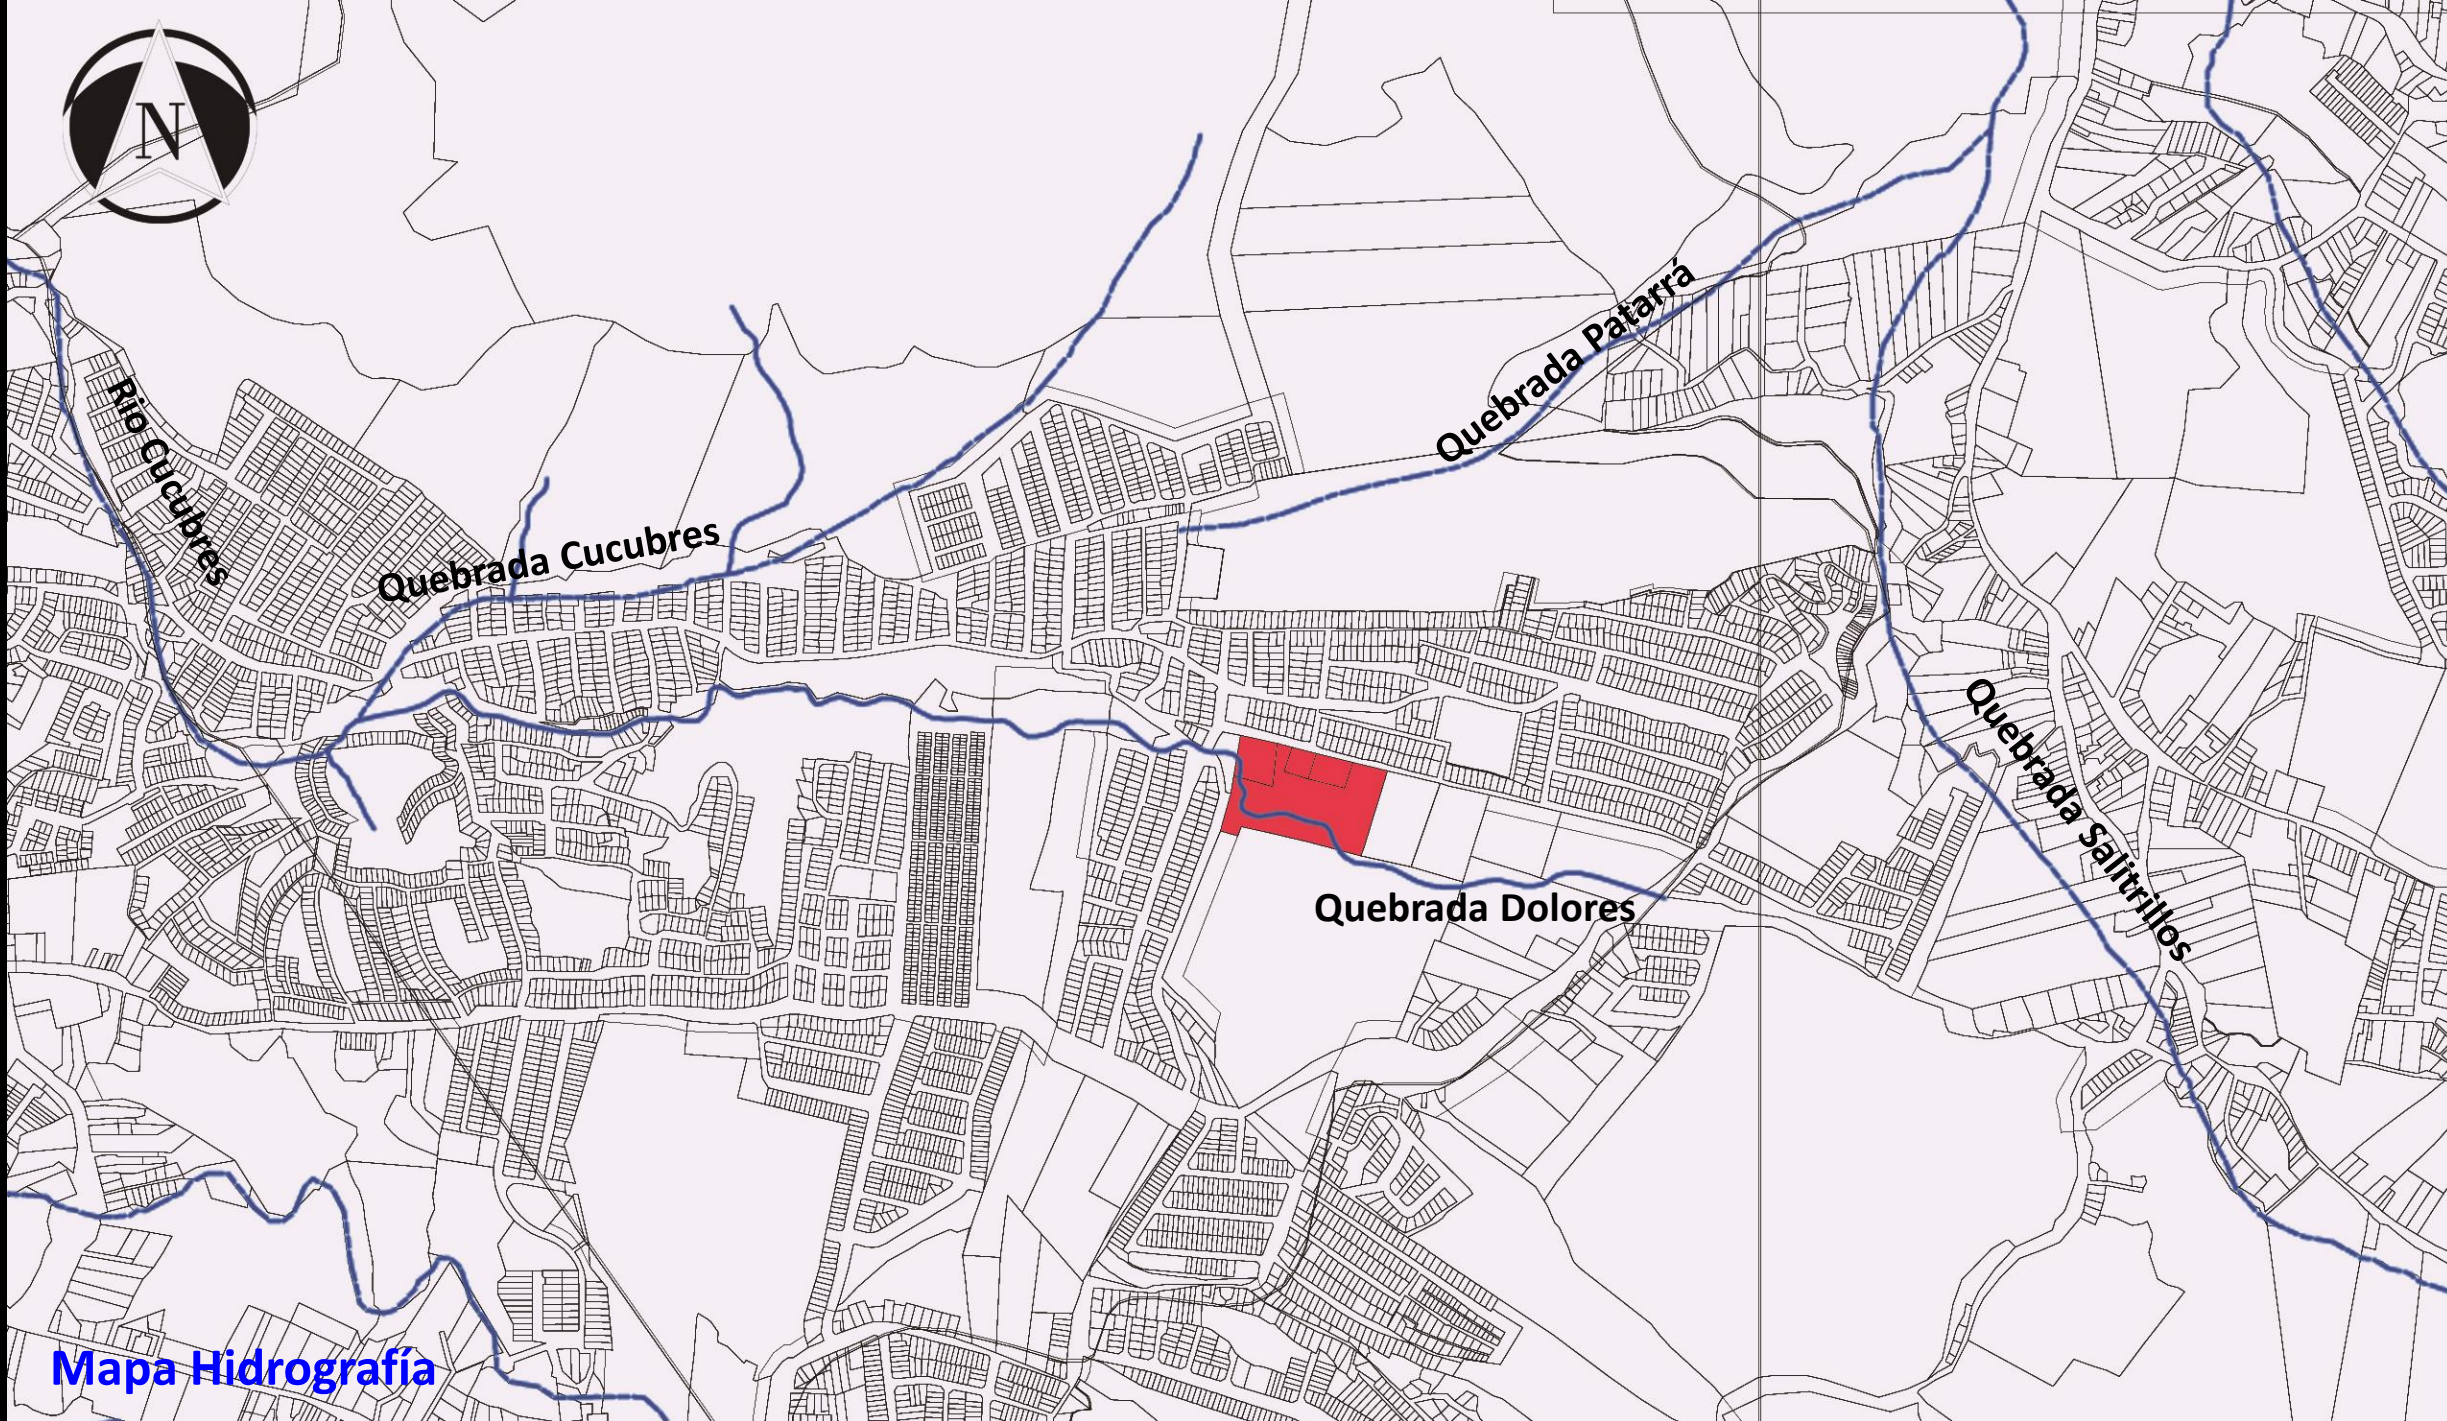 N
Quebrada Patarrá
Rio Cucubres
Quebrada Cucubres
Quebrada Salitrillos
Quebrada Dolores
Mapa Hidrografía